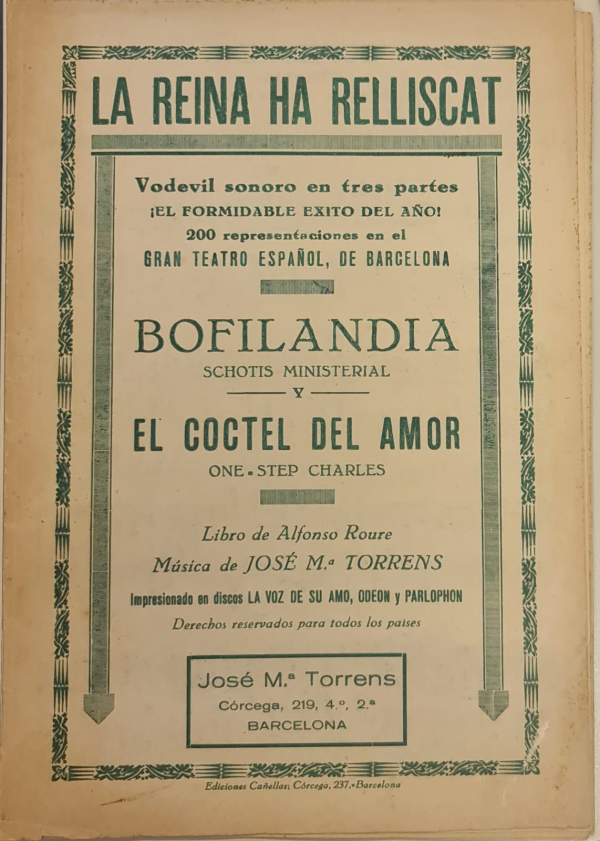 LA REINA HA RELLISCAT
Vodevil sonoro en tres partes
¡EL FORMIDABLE EXITO DEL AÑO!
200 representaciones en el
GRAN TEATRO ESPAÑOL, DE BARCELONA
BOFILANDIA
SCHOTIS MINISTERIAL
Y
EL COCTEL DEL AMOR
ONE-STEP CHARLES
Libro de Alfonso Roure
Música de JOSÉ M.ª TORRENS
Impresionado en discos LA VOZ DE SU AMO, ODEON y PARLOPHON
Derechos reservados para todos los paises
José M.ª Torrens
Córcega, 219, 4.º, 2.ª
BARCELONA
Ediciones Cañellas; Córcega, 237.-Barcelona